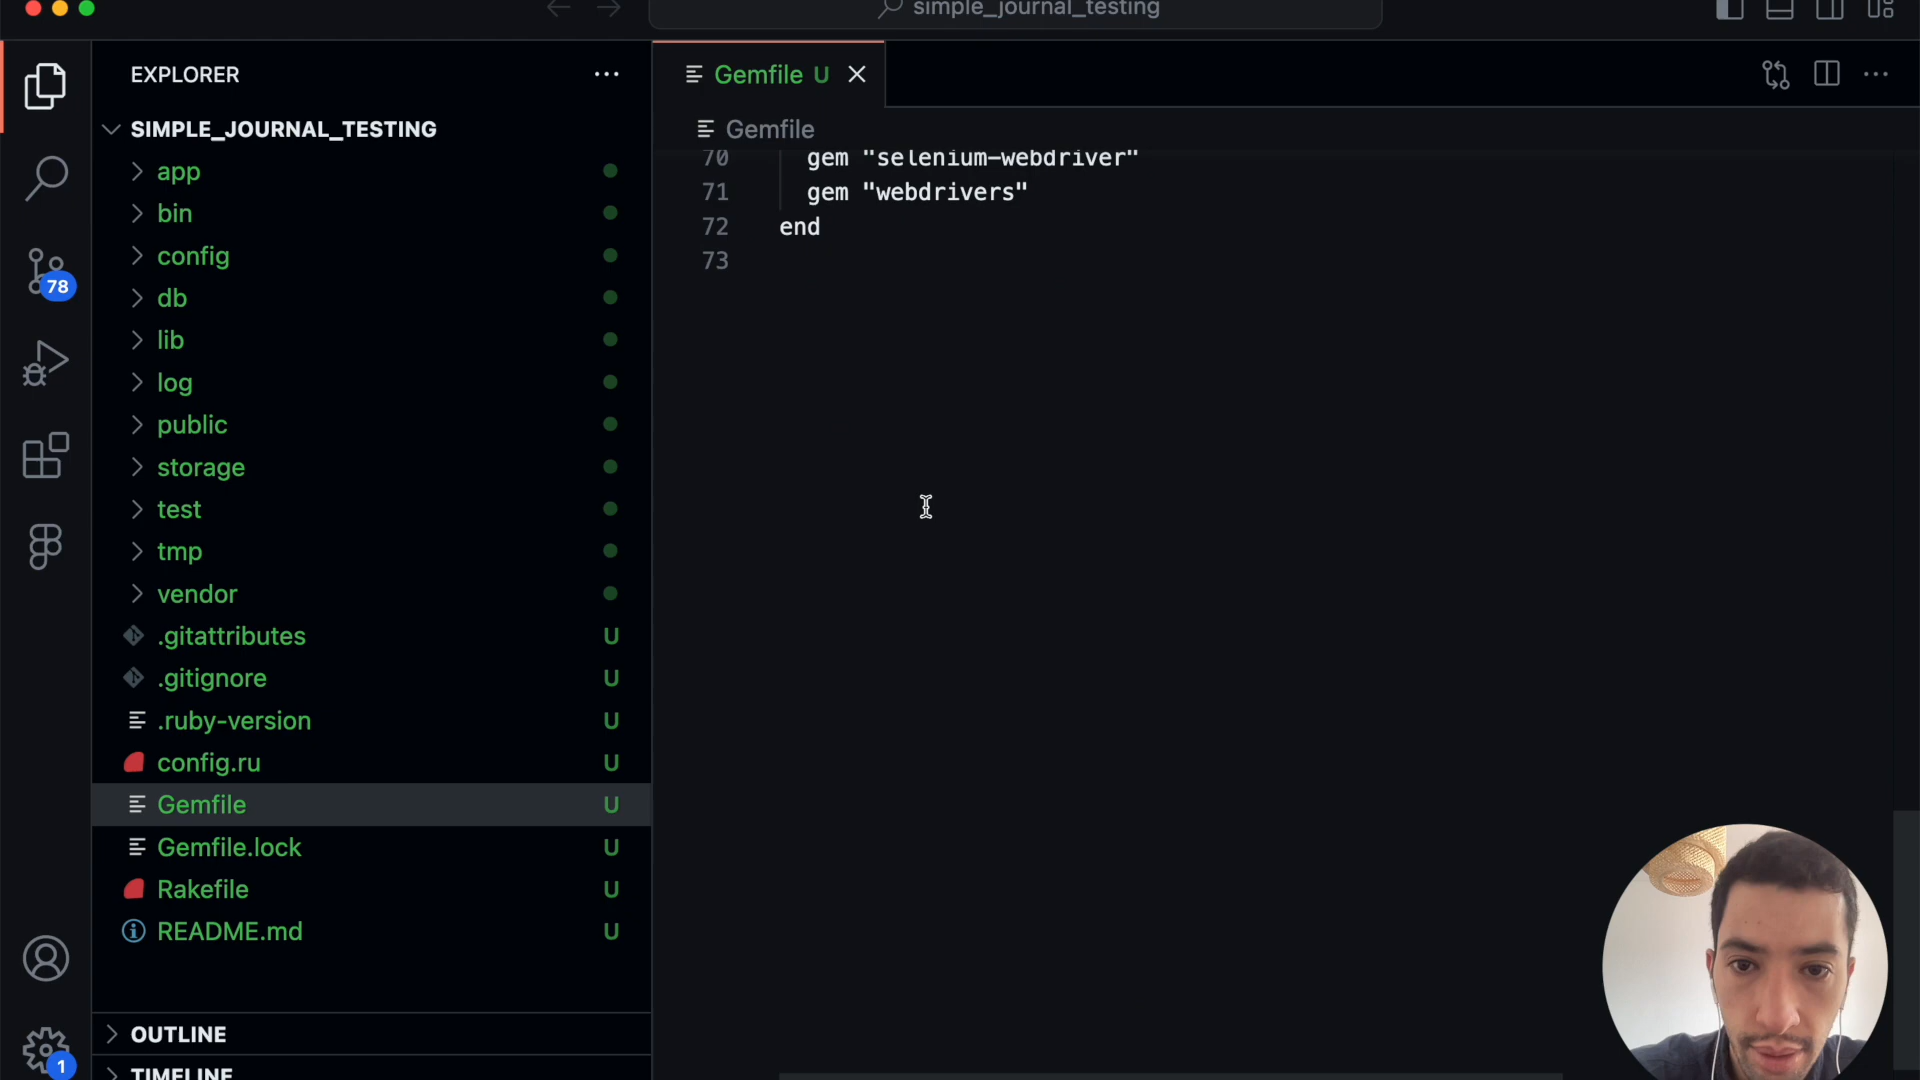 simple_journal_testing
EXPLORER
Gemfile U
SIMPLE_JOURNAL_TESTING
Gemfile
app
bin
config
db
lib
log
public
storage
test
tmp
vendor
.gitattributes U
.gitignore U
.ruby-version U
config.ru U
Gemfile U
Gemfile.lock U
Rakefile U
README.md U
OUTLINE
TIMELINE
78
1
70 gem "selenium-webdriver"
71 gem "webdrivers"
72 end
73